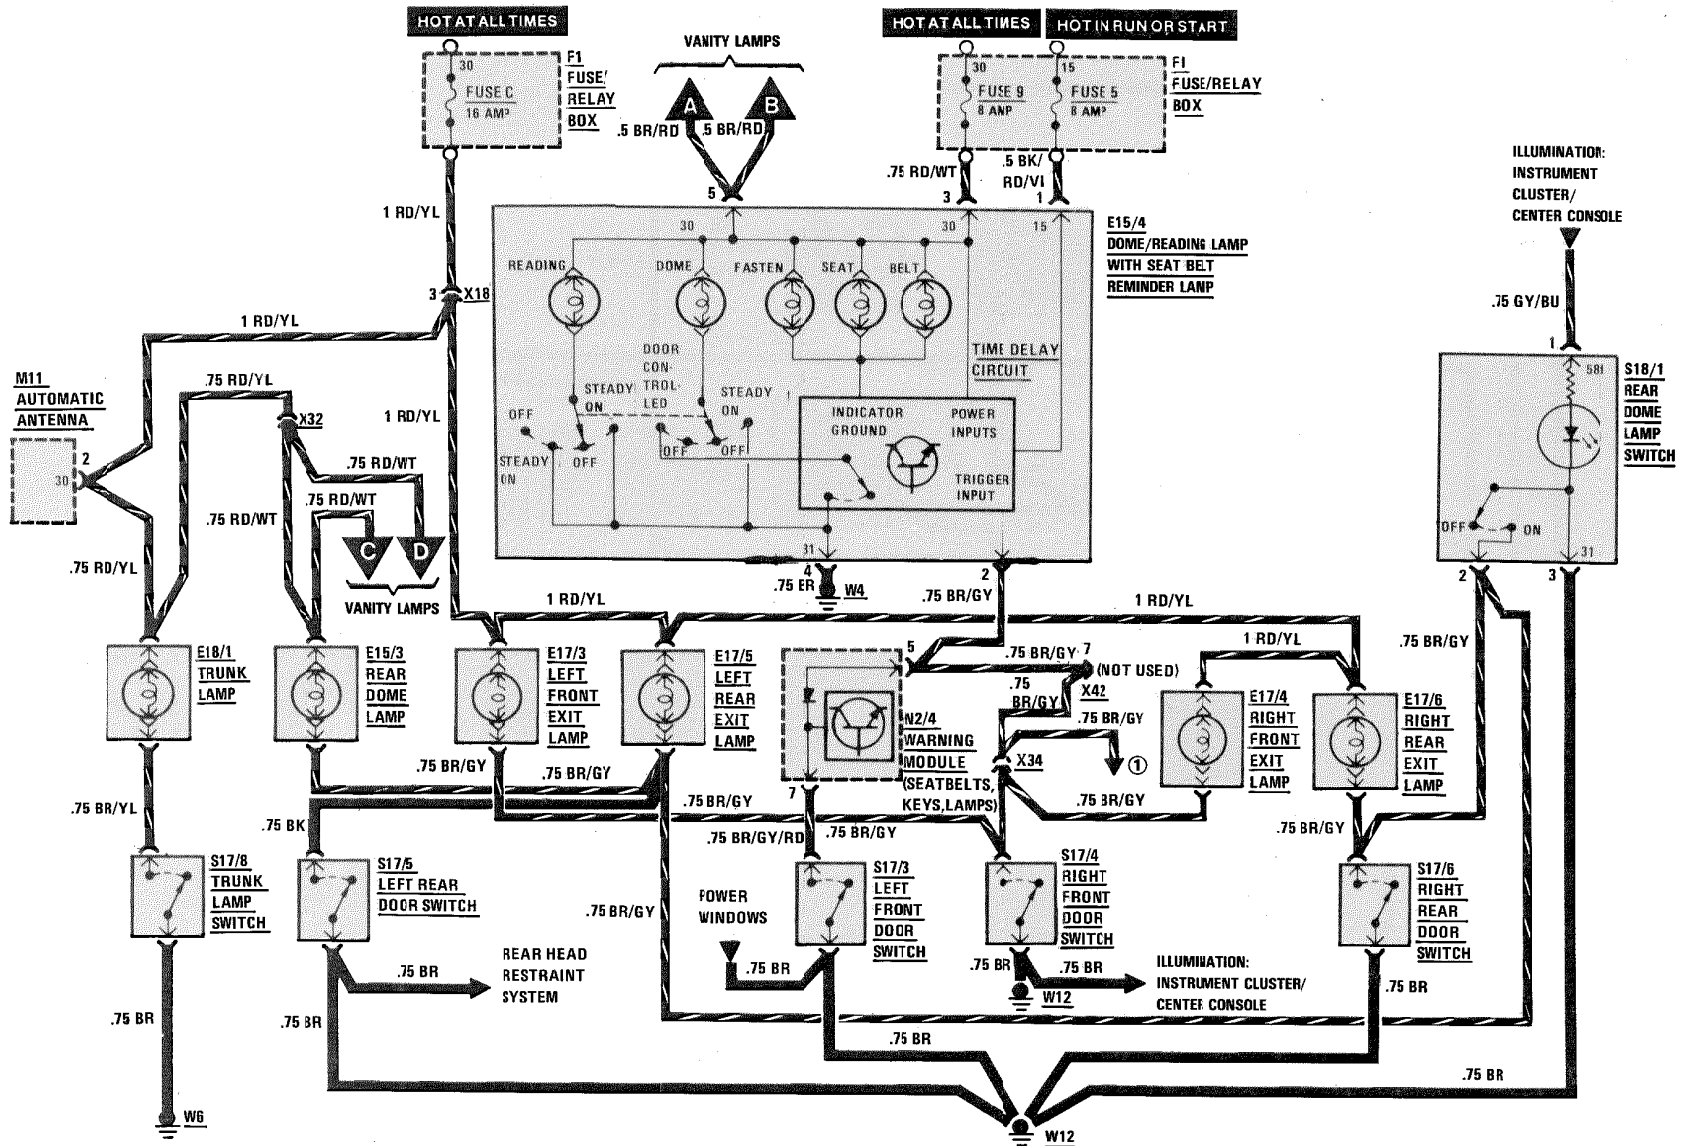 HOT AT ALL TIMES
HOT AT ALL TIMES
HOT IN RUN OR START
VANITY LAMPS
30
FUSE C
16 AMP
F1
FUSE/
RELAY
BOX
A
B
.5 BR/RD
.5 BR/RD
30
FUSE 9
8 AMP
15
FUSE 5
8 AMP
F1
FUSE/RELAY
BOX
.75 RD/WT
.5 BK/
RD/VI
5
3
1
ILLUMINATION:
INSTRUMENT
CLUSTER/
CENTER CONSOLE
1 RD/YL
30
30
15
E15/4
DOME/READING LAMP
WITH SEAT BELT
REMINDER LAMP
READING
DOME
FASTEN
SEAT
BELT
3
X18
.75 GY/BU
1
1 RD/YL
DOOR
CON-
TROL-
LED
TIME DELAY
CIRCUIT
58I
S18/1
REAR
DOME
LAMP
SWITCH
M11
AUTOMATIC
ANTENNA
.75 RD/YL
X32
1 RD/YL
STEADY
ON
STEADY
ON
OFF
OFF
OFF
OFF
STEADY
ON
INDICATOR
GROUND
POWER
INPUTS
TRIGGER
INPUT
2
30
.75 RD/WT
.75 RD/WT
.75 RD/WT
C
D
VANITY LAMPS
OFF
ON
31
.75 RD/YL
31
4
.75 BR
W4
2
.75 BR/GY
2
3
1 RD/YL
1 RD/YL
.75 BR/GY
1 RD/YL
E18/1
TRUNK
LAMP
E15/3
REAR
DOME
LAMP
E17/3
LEFT
FRONT
EXIT
LAMP
E17/5
LEFT
REAR
EXIT
LAMP
5
.75 BR/GY
7
(NOT USED)
.75
BR/GY
X42
.75 BR/GY
N2/4
WARNING
MODULE
(SEATBELTS,
KEYS, LAMPS)
X34
1
E17/4
RIGHT
FRONT
EXIT
LAMP
E17/6
RIGHT
REAR
EXIT
LAMP
.75 BR/GY
.75 BR/GY
.75 BR/GY
7
.75 BR/GY
.75 BR/YL
.75 BK
.75 BR/GY/RD
.75 BR/GY
.75 BR/GY
S17/8
TRUNK
LAMP
SWITCH
S17/5
LEFT REAR
DOOR SWITCH
.75 BR/GY
POWER
WINDOWS
S17/3
LEFT
FRONT
DOOR
SWITCH
S17/4
RIGHT
FRONT
DOOR
SWITCH
S17/6
RIGHT
REAR
DOOR
SWITCH
.75 BR
REAR HEAD
RESTRAINT
SYSTEM
.75 BR
.75 BR
.75 BR
W12
ILLUMINATION:
INSTRUMENT CLUSTER/
CENTER CONSOLE
.75 BR
.75 BR
.75 BR
.75 BR
.75 BR
W6
W12